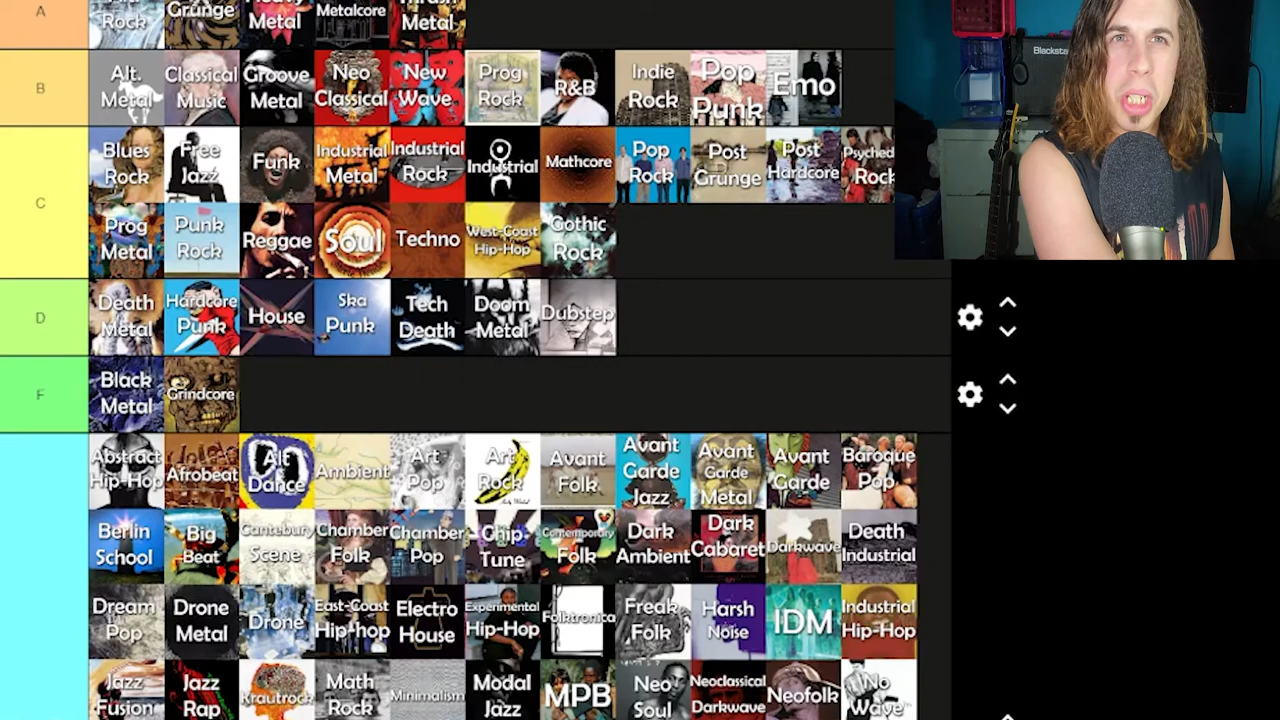 A
Rock
Grunge
Metal
Metalcore
Thrash
Metal
Blackstar
B
Alt.
Metal
Classical
Music
Groove
Metal
Neo
Classical
New
Wave
Prog
Rock
R&B
Indie
Rock
Pop
Punk
Emo
C
Blues
Rock
Free
Jazz
Funk
Industrial
Metal
Industrial
Rock
Industrial
Mathcore
Pop
Rock
Post
Grunge
Post
Hardcore
Psyched
Rock
Prog
Metal
Punk
Rock
Reggae
Soul
Techno
West-Coast
Hip-Hop
Gothic
Rock
D
Death
Metal
Hardcore
Punk
House
Ska
Punk
Tech
Death
Doom
Metal
Dubstep
F
Black
Metal
Grindcore
Abstract
Hip-Hop
Afrobeat
Alt
Dance
Ambient
Art
Pop
Art
Rock
Avant
Folk
Avant
Garde
Jazz
Avant
Garde
Metal
Avant
Garde
Baroque
Pop
Berlin
School
Big
Beat
Cantebury
Scene
Chamber
Folk
Chamber
Pop
Chip
Tune
Contemporary
Folk
Dark
Ambient
Dark
Cabaret
Darkwave
Death
Industrial
Dream
Pop
Drone
Metal
Drone
East-Coast
Hip-hop
Electro
House
Experimental
Hip-Hop
Folktronica
Freak
Folk
Harsh
Noise
IDM
Industrial
Hip-Hop
Jazz
Fusion
Jazz
Rap
Krautrock
Math
Rock
Minimalism
Modal
Jazz
MPB
Neo
Soul
Neoclassical
Darkwave
Neofolk
No
Wave